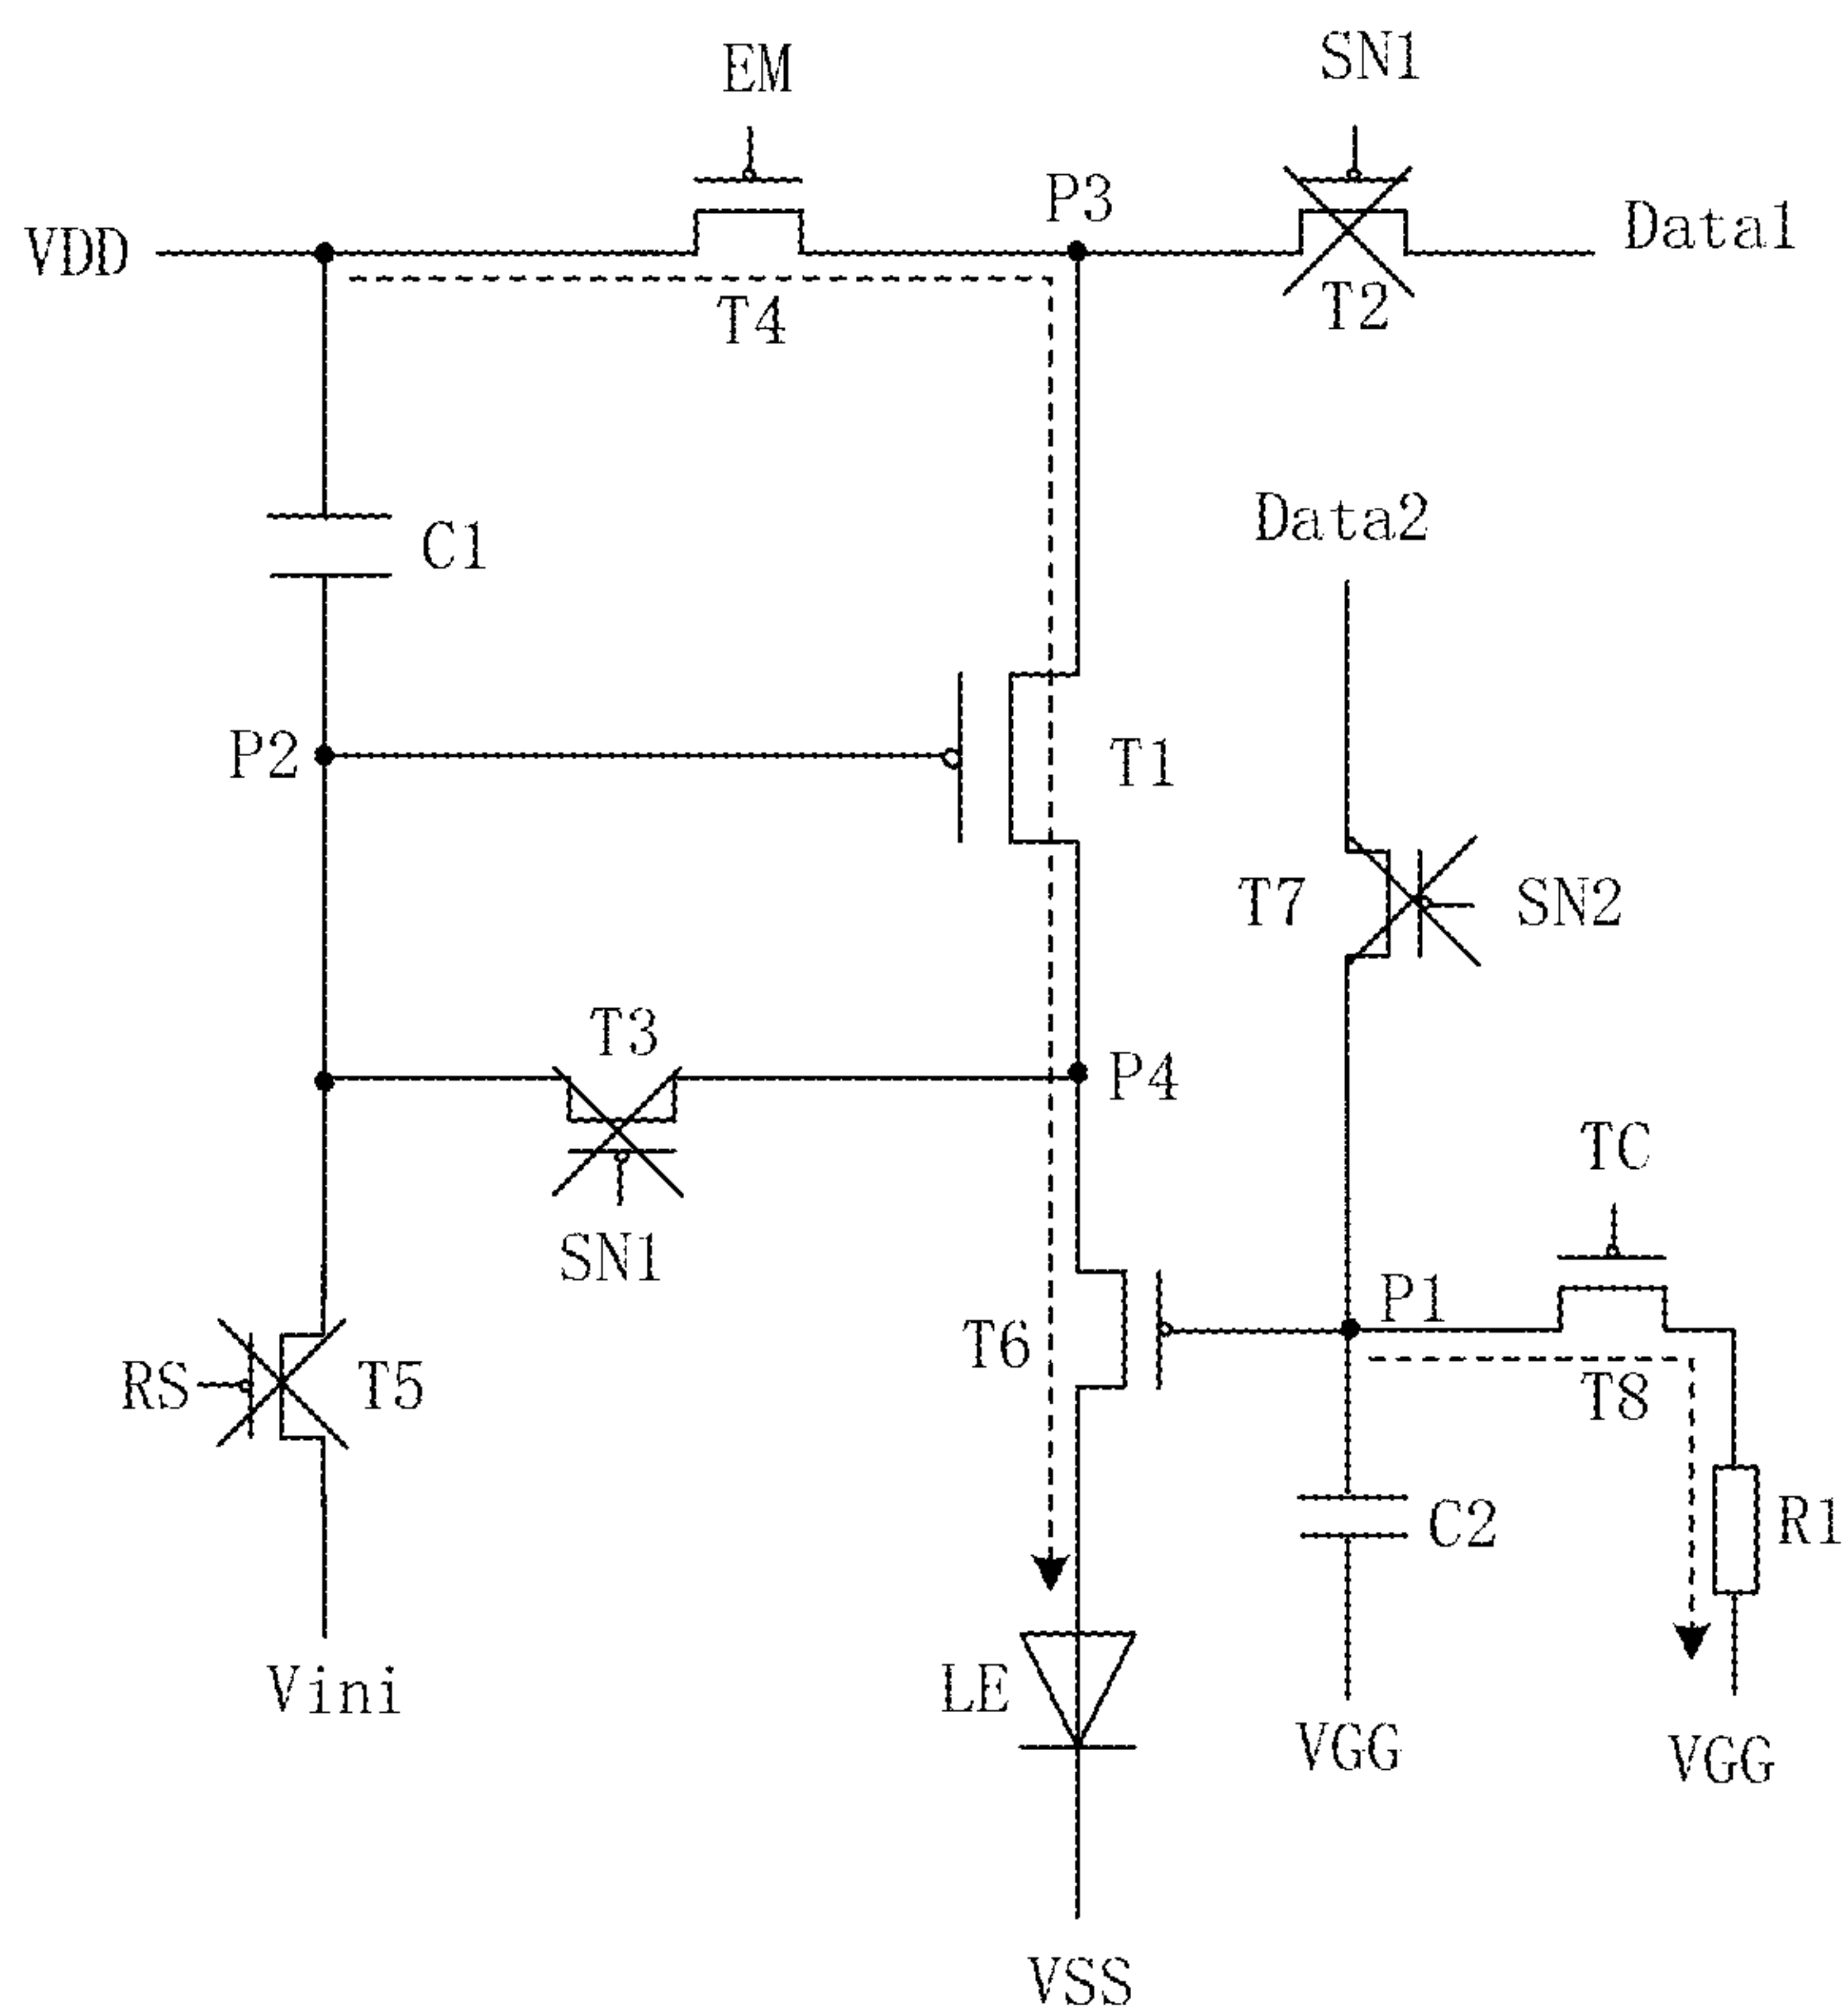 EM
SN1
P3
VDD
Data1
T4
T2
Data2
C1
P2
T1
T7
SN2
T3
P4
TC
SN1
P1
T6
RS
T5
T8
C2
R1
Vini
LE
VGG
VGG
VSS